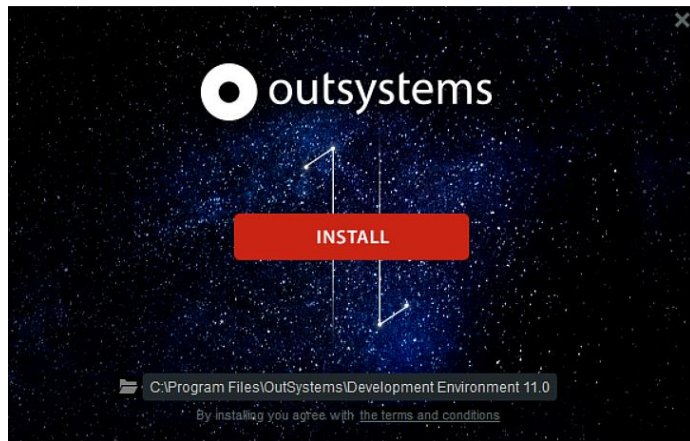 outsystems
INSTALL
C:\Program Files\OutSystems\Development Environment 11.0
By installing you agree with the terms and conditions